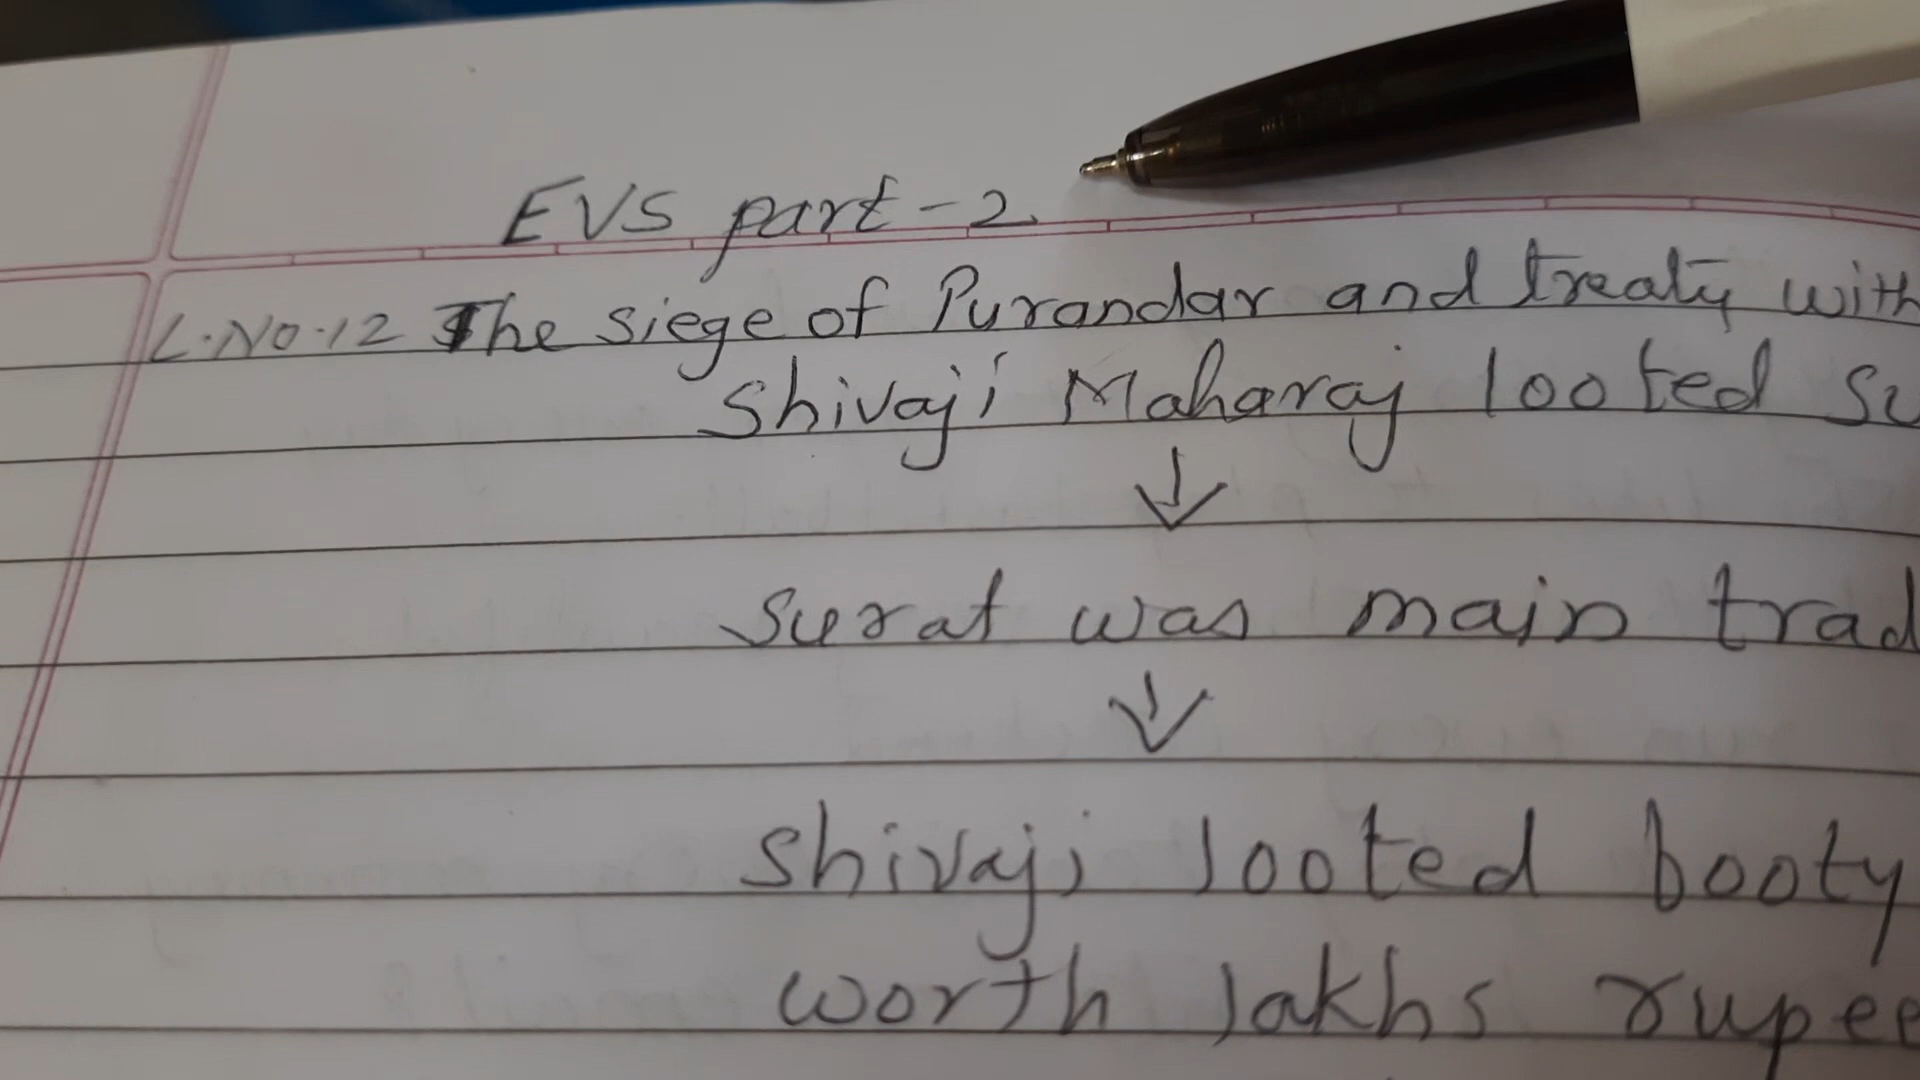 EVS part-2.
L.No.12 The siege of Purandar and treaty with
Shivaji Maharaj looted
Surat was main
Shivaji looted booty
worth lakhs